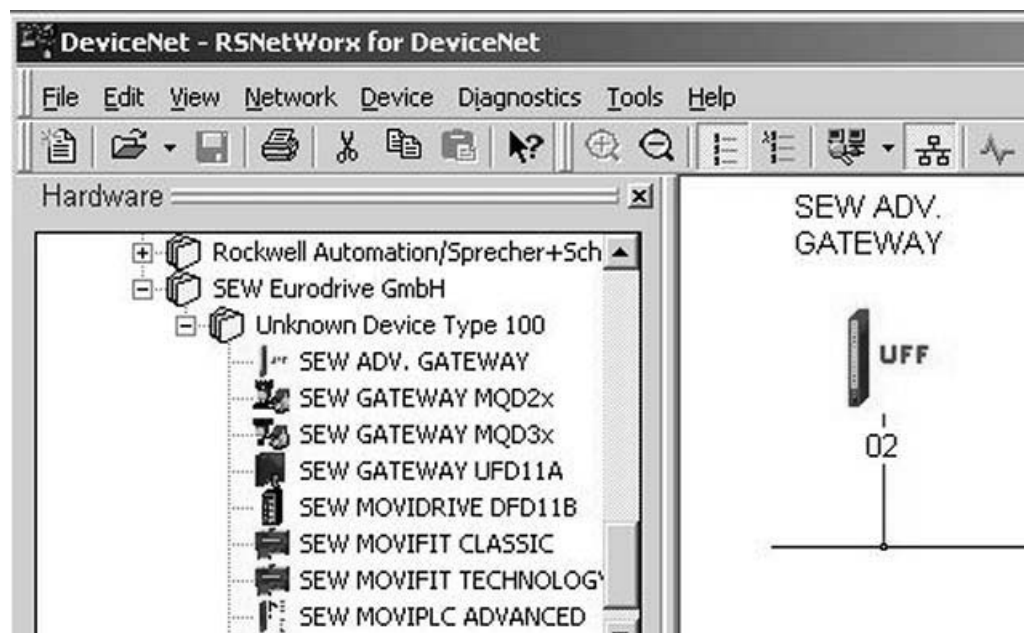 DeviceNet - RSNetWorx for DeviceNet
File Edit View Network Device Diagnostics Tools Help
Hardware
Rockwell Automation/Sprecher+Sch
SEW Eurodrive GmbH
Unknown Device Type 100
SEW ADV. GATEWAY
SEW GATEWAY MQD2x
SEW GATEWAY MQD3x
SEW GATEWAY UFD11A
SEW MOVIDRIVE DFD11B
SEW MOVIFIT CLASSIC
SEW MOVIFIT TECHNOLOGY
SEW MOVIPLC ADVANCED
SEW ADV.
GATEWAY
UFF
02